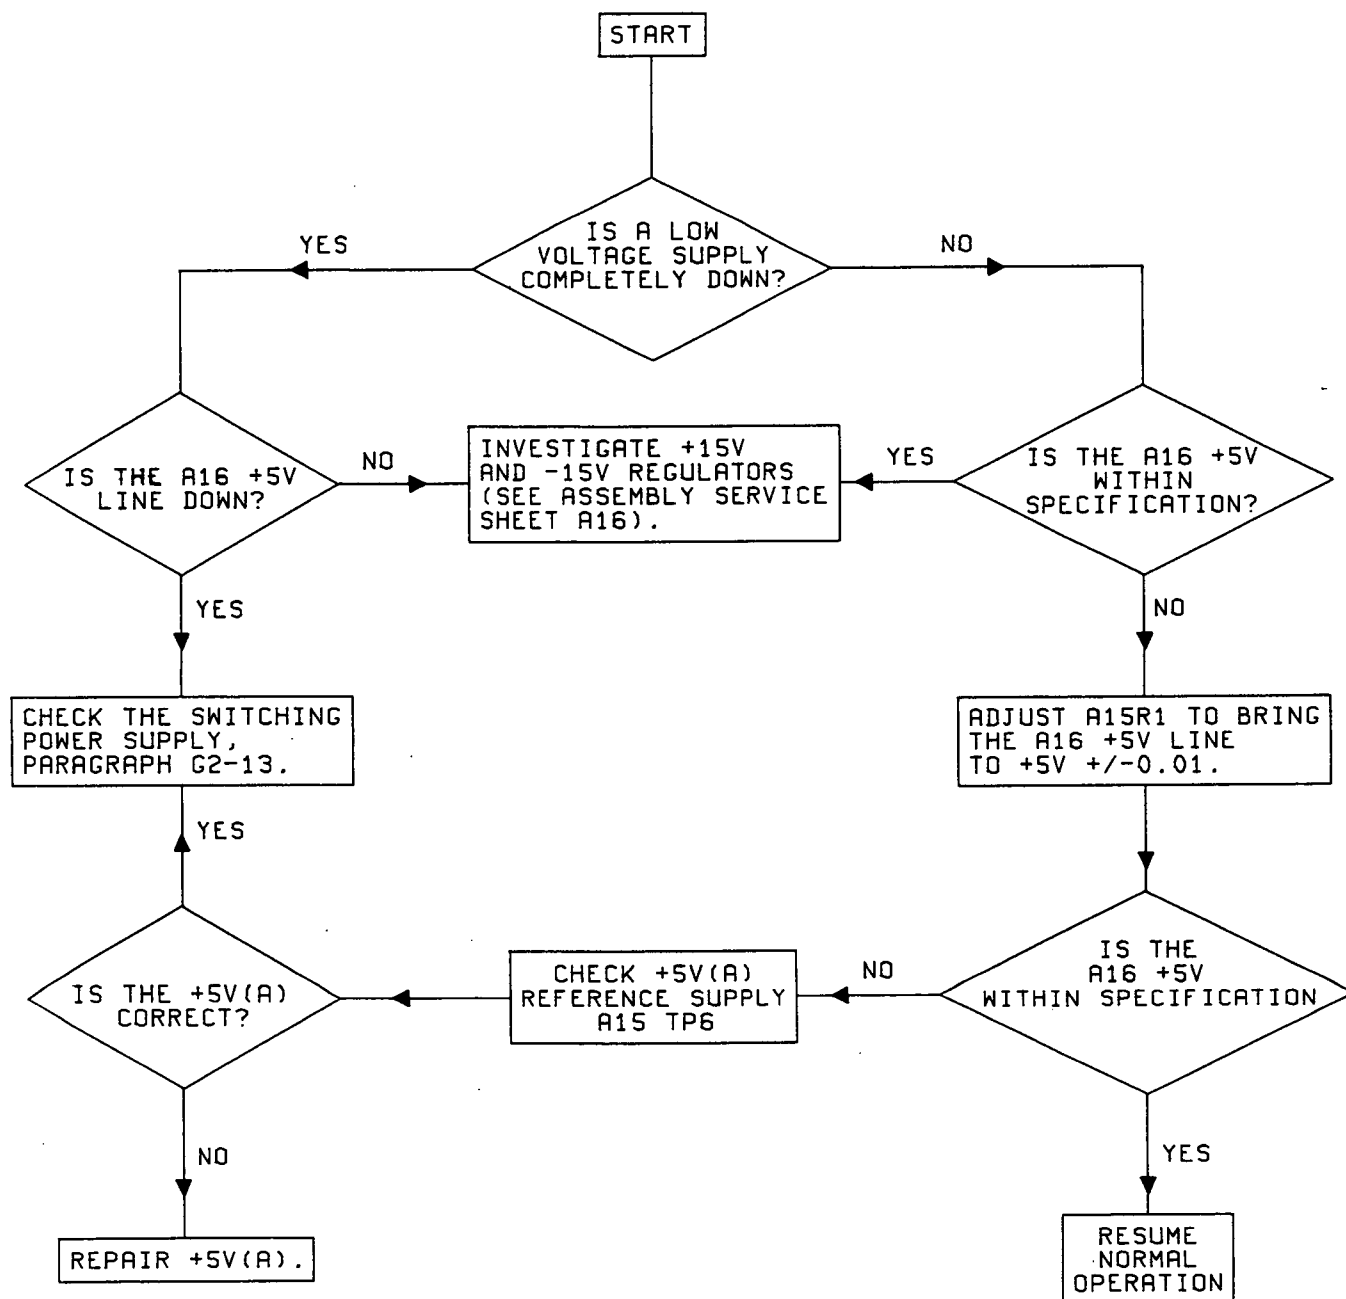 START
IS A LOW
VOLTAGE SUPPLY
COMPLETELY DOWN?
YES
NO
IS THE A16 +5V
LINE DOWN?
NO
INVESTIGATE +15V
AND -15V REGULATORS
(SEE ASSEMBLY SERVICE
SHEET A16).
YES
IS THE A16 +5V
WITHIN
SPECIFICATION?
YES
NO
CHECK THE SWITCHING
POWER SUPPLY,
PARAGRAPH G2-13.
ADJUST A15R1 TO BRING
THE A16 +5V LINE
TO +5V +/-0.01.
YES
IS THE +5V(A)
CORRECT?
CHECK +5V(A)
REFERENCE SUPPLY
A15 TP6
NO
IS THE
A16 +5V
WITHIN SPECIFICATION
NO
YES
REPAIR +5V(A).
RESUME
NORMAL
OPERATION